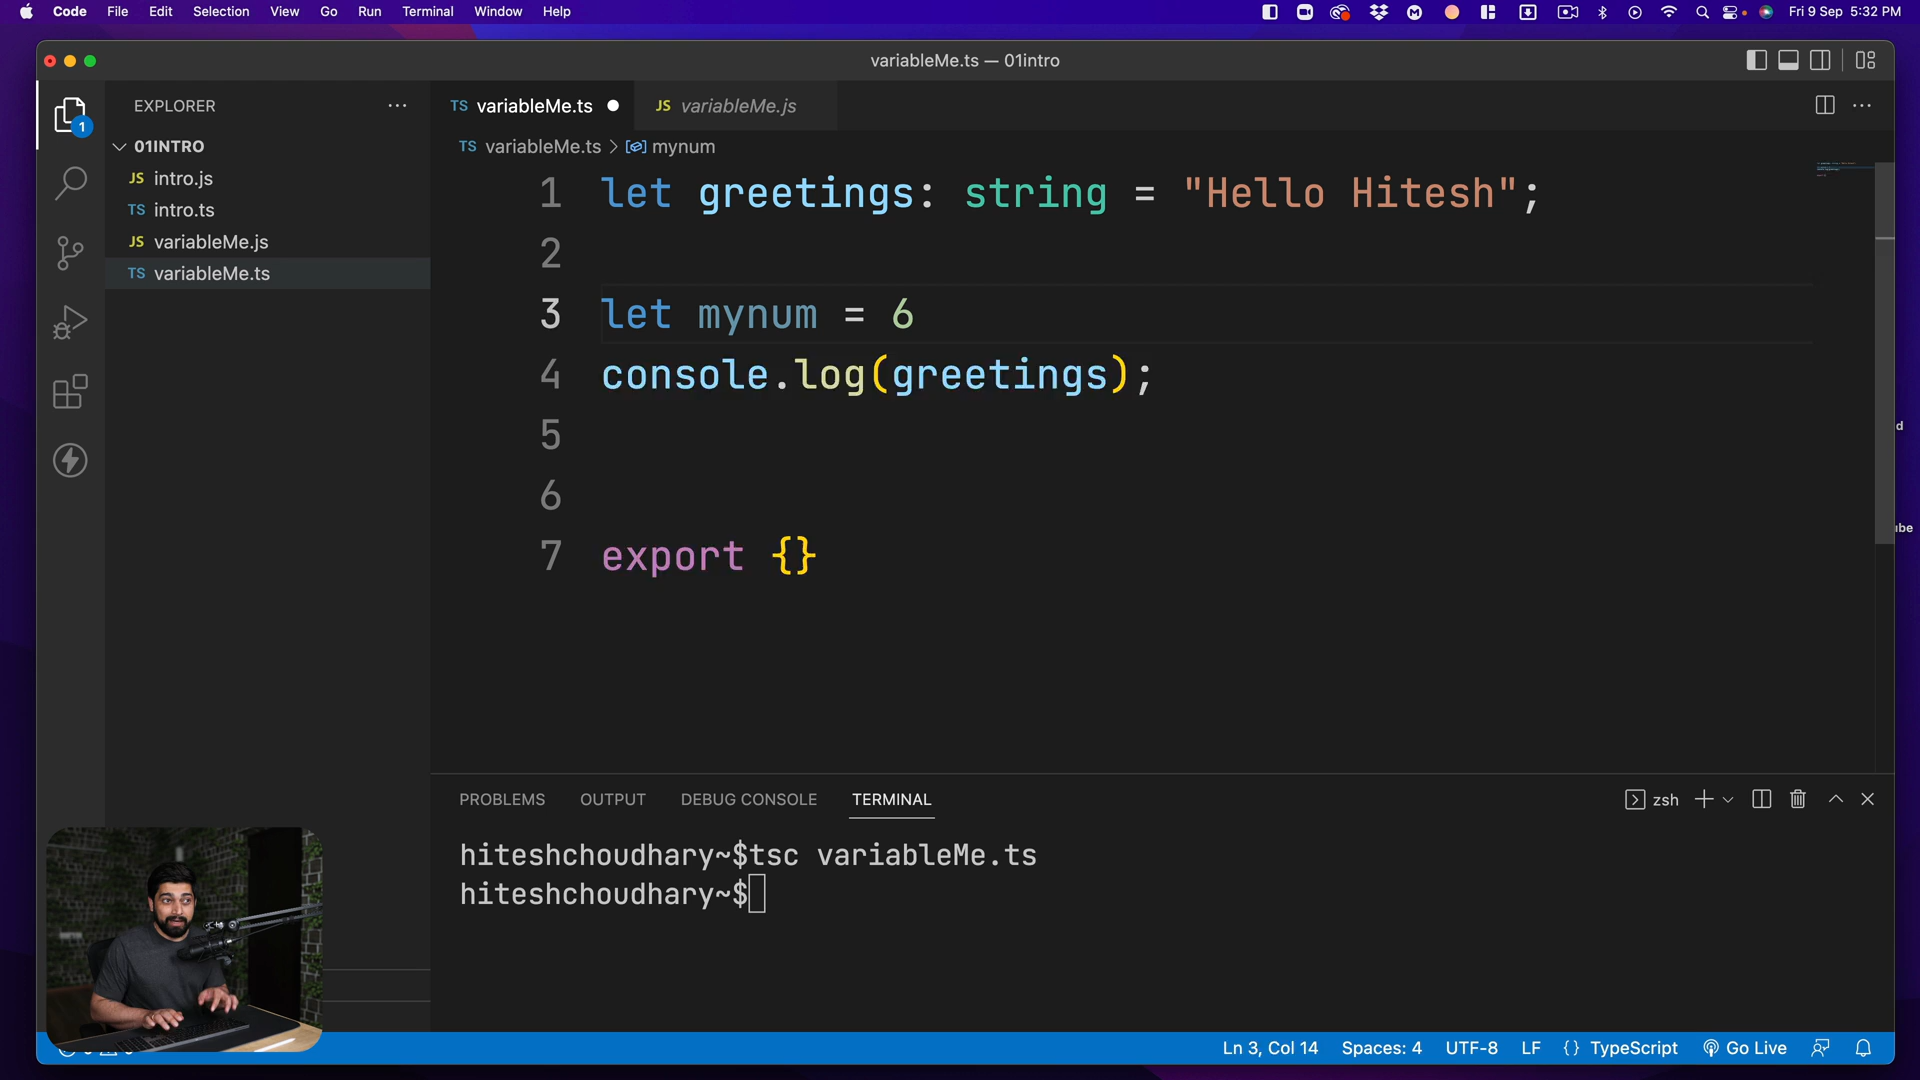 Code File Edit Selection View Go Run Terminal Window Help Fri 9 Sep 5:32 PM
variableMe.ts — 01intro
EXPLORER
1
01INTRO
JS intro.js
TS intro.ts
JS variableMe.js
TS variableMe.ts
TS variableMe.ts JS variableMe.js
TS variableMe.ts > mynum
1 let greetings: string = "Hello Hitesh";
2
3 let mynum = 6
4 console.log(greetings);
5
6
7 export {}
PROBLEMS OUTPUT DEBUG CONSOLE TERMINAL zsh
hiteshchoudhary~$tsc variableMe.ts
hiteshchoudhary~$
Ln 3, Col 14 Spaces: 4 UTF-8 LF {} TypeScript Go Live